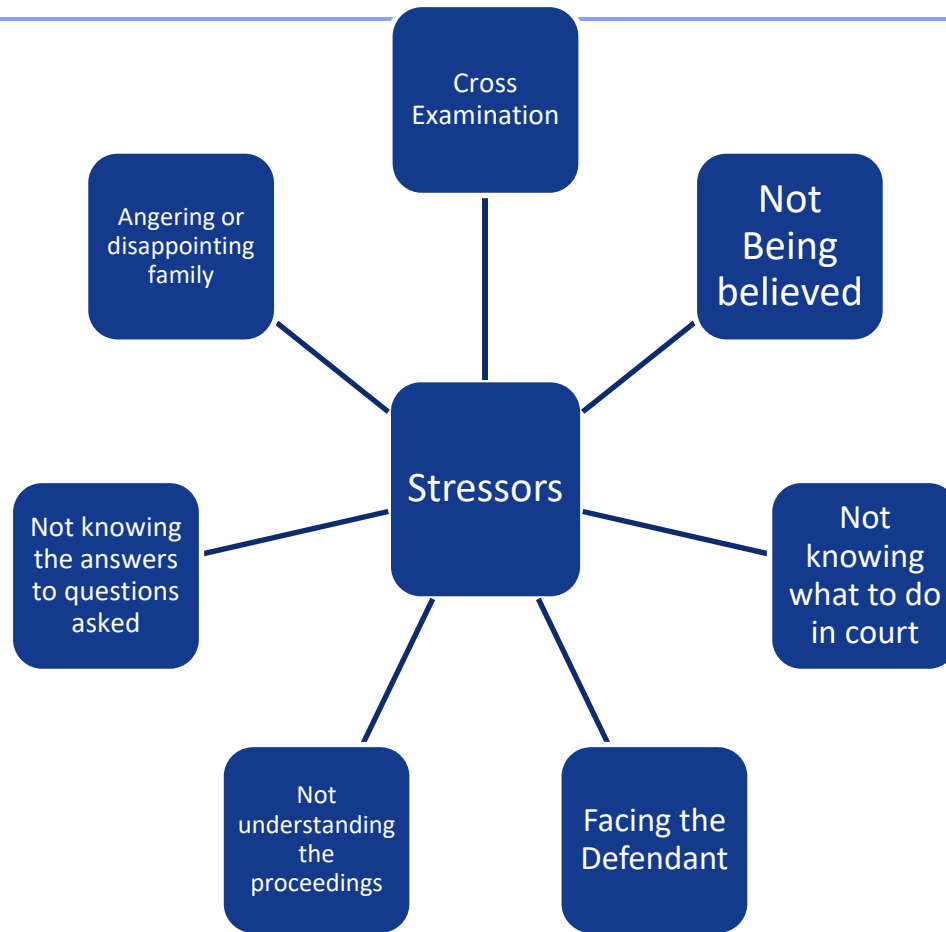 Cross
Examination
Not
Being
believed
Angering or
disappointing
family
Stressors
Not knowing
the answers
to questions
asked
Not
knowing
what to do
in court
Not
understanding
the
proceedings
Facing the
Defendant